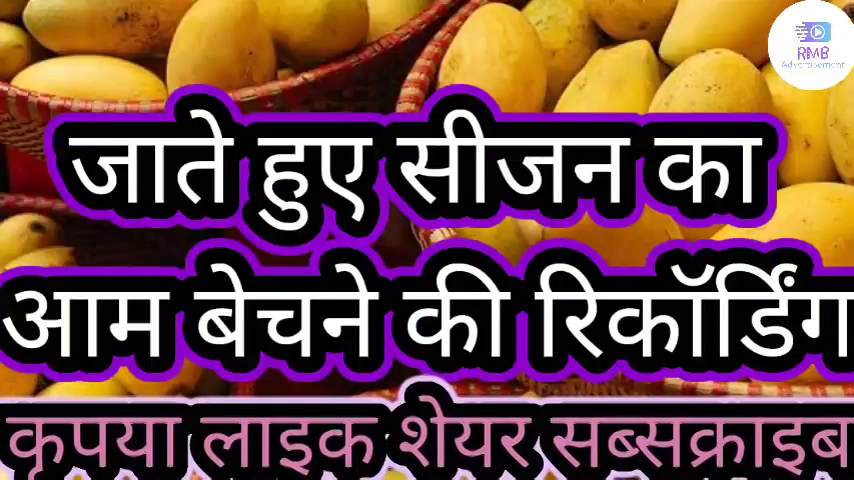 RMB
Advertisement
जाते हुए सीजन का
आम बेचने की रिकॉर्डिंग
कृपया लाइक शेयर सब्सक्राइब